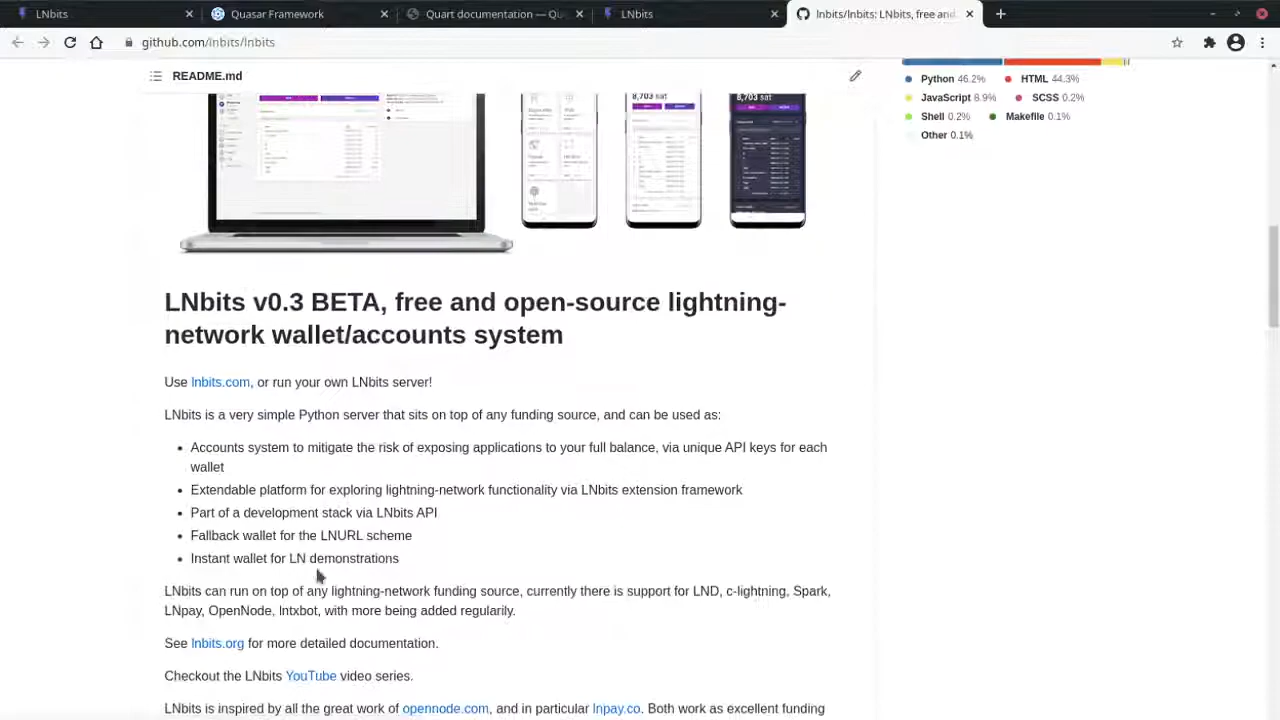 LNbits
Quasar Framework
Quart documentation — Qu
LNbits
lnbits/lnbits: LNbits, free and
github.com/lnbits/lnbits
README.md
Python 46.2% HTML 44.3%
JavaScript 8.9% SCSS 0.2%
Shell 0.2% Makefile 0.1%
Other 0.1%
8,703 sat
8,703 sat
LNbits v0.3 BETA, free and open-source lightning-
network wallet/accounts system
Use lnbits.com, or run your own LNbits server!
LNbits is a very simple Python server that sits on top of any funding source, and can be used as:
Accounts system to mitigate the risk of exposing applications to your full balance, via unique API keys for each
wallet
Extendable platform for exploring lightning-network functionality via LNbits extension framework
Part of a development stack via LNbits API
Fallback wallet for the LNURL scheme
Instant wallet for LN demonstrations
LNbits can run on top of any lightning-network funding source, currently there is support for LND, c-lightning, Spark,
LNpay, OpenNode, lntxbot, with more being added regularily.
See lnbits.org for more detailed documentation.
Checkout the LNbits YouTube video series.
LNbits is inspired by all the great work of opennode.com, and in particular lnpay.co. Both work as excellent funding